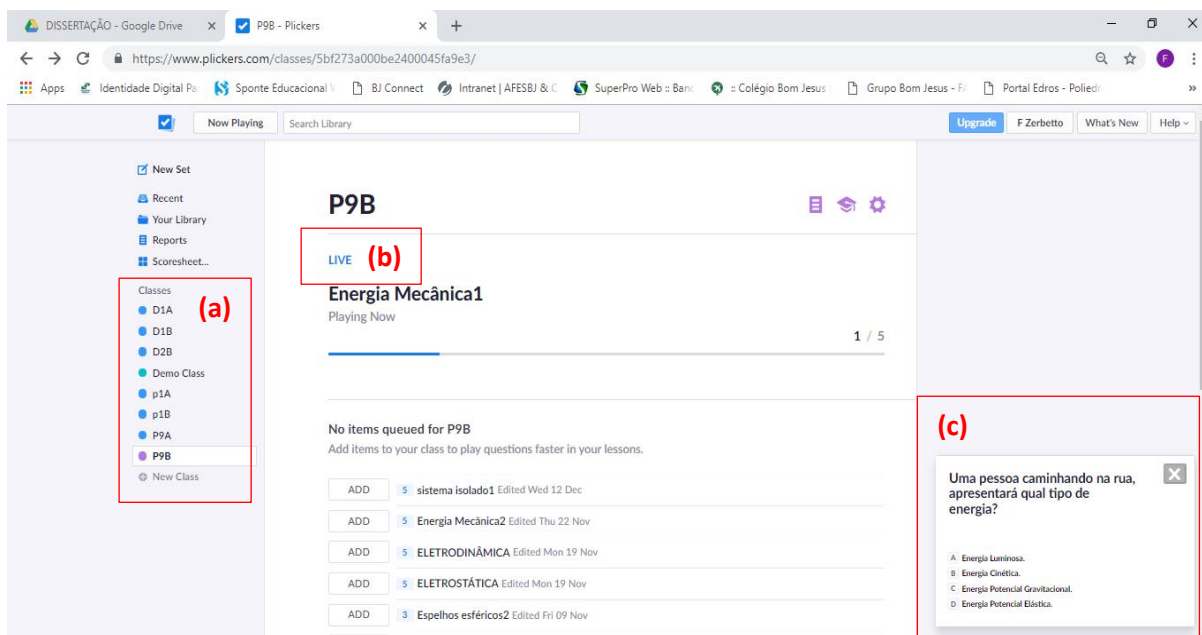 DISSERTAÇÃO - Google Drive
P9B - Plickers
https://www.plickers.com/classes/5bf273a000be2400045fa9e3/
F
Apps
Identidade Digital Pa
Sponte Educacional
BJ Connect
Intranet | AFESBJ &
SuperPro Web :: Banc
:: Colégio Bom Jesus
Grupo Bom Jesus - F
Portal Edros - Poliedr
Now Playing
Search Library
Upgrade
F Zerbetto
What's New
Help
New Set
Recent
Your Library
Reports
Scoresheet...
Classes
(a)
D1A
D1B
D2B
Demo Class
p1A
p1B
P9A
P9B
New Class
P9B
LIVE
(b)
Energia Mecânica1
Playing Now
1 / 5
No items queued for P9B
Add items to your class to play questions faster in your lessons.
ADD 5 sistema isolado1 Edited Wed 12 Dec
ADD 5 Energia Mecânica2 Edited Thu 22 Nov
ADD 5 ELETRODINÂMICA Edited Mon 19 Nov
ADD 5 ELETROSTÁTICA Edited Mon 19 Nov
ADD 3 Espelhos esféricos2 Edited Fri 09 Nov
(c)
Uma pessoa caminhando na rua,
apresentará qual tipo de
energia?
A Energia Luminosa.
B Energia Cinética.
C Energia Potencial Gravitacional.
D Energia Potencial Elástica.